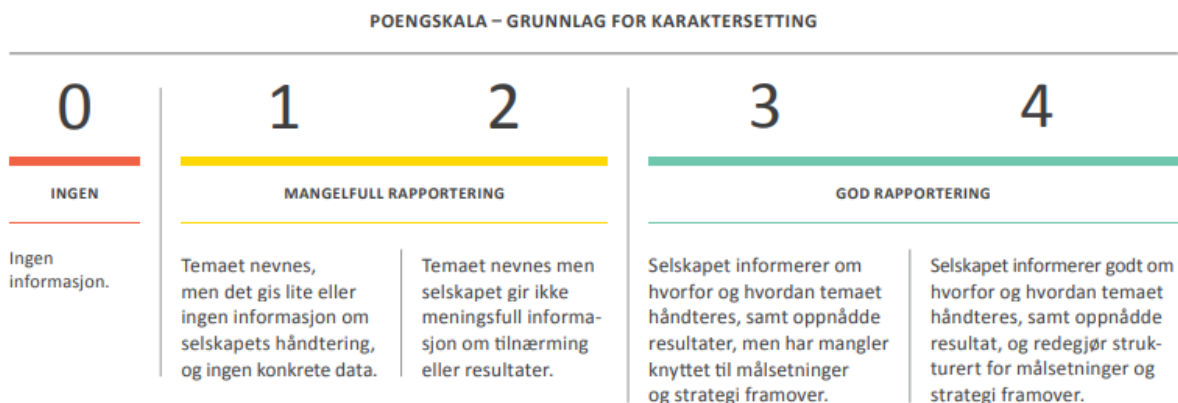 POENGSKALA – GRUNNLAG FOR KARAKTERSETTING
0
1
2
3
4
INGEN
MANGELFULL RAPPORTERING
GOD RAPPORTERING
Ingen
informasjon.
Temaet nevnes,
men det gis lite eller
ingen informasjon om
selskapets håndtering,
og ingen konkrete data.
Temaet nevnes men
selskapet gir ikke
meningsfull informa-
sjon om tilnærming
eller resultater.
Selskapet informerer om
hvorfor og hvordan temaet
håndteres, samt oppnådde
resultater, men har mangler
knyttet til målsetninger
og strategi framover.
Selskapet informerer godt om
hvorfor og hvordan temaet
håndteres, samt oppnådde
resultat, og redegjør struk-
turert for målsetninger og
strategi framover.